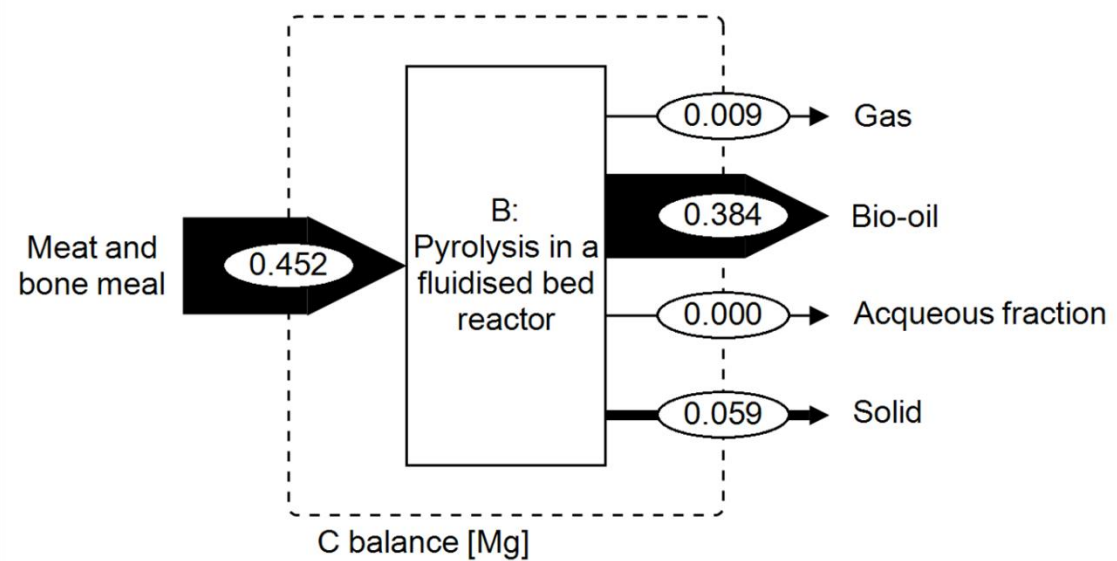 Meat and
bone meal
0.452
B:
Pyrolysis in a
fluidised bed
reactor
0.009
Gas
0.384
Bio-oil
0.000
Acqueous fraction
0.059
Solid
C balance [Mg]